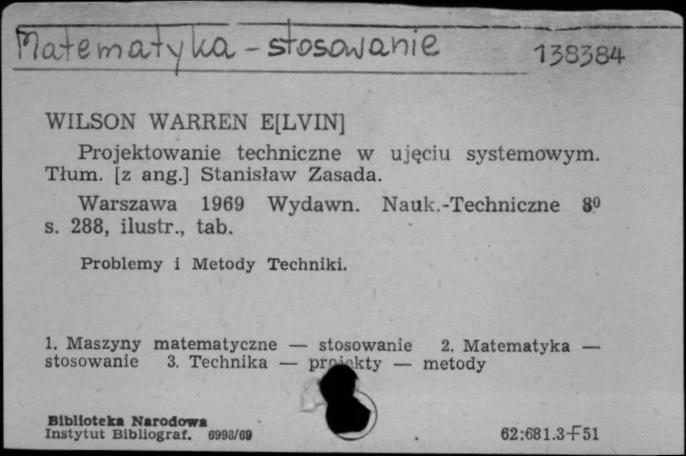 Matematyka - stosowanie 138384
WILSON WARREN E[LVIN]
Projektowanie techniczne w ujęciu systemowym.
Tłum. [z ang.] Stanisław Zasada.
Warszawa 1969 Wydawn. Nauk.-Techniczne 8⁰
s. 288, ilustr., tab.
Problemy i Metody Techniki.
1. Maszyny matematyczne — stosowanie 2. Matematyka —
stosowanie 3. Technika — projekty — metody
Biblioteka Narodowa
Instytut Bibliograf. 6998/69 62:681.3-F51